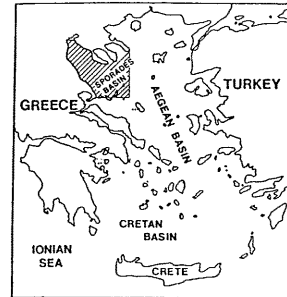 SPORADES
BASIN
GREECE
TURKEY
AEGEAN BASIN
CRETAN
BASIN
IONIAN
SEA
CRETE